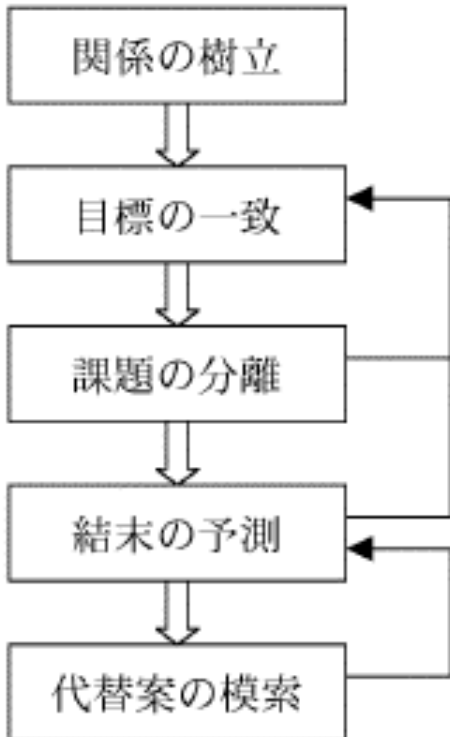 関係の樹立
目標の一致
課題の分離
結末の予測
代替案の模索